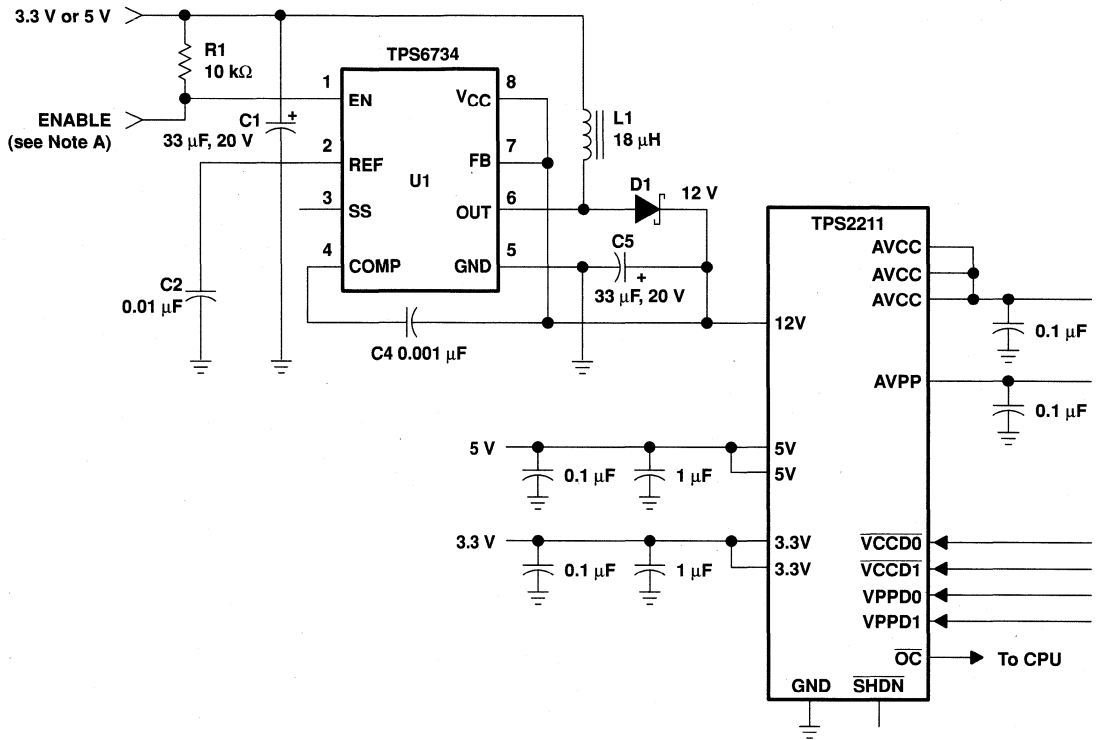 3.3 V or 5 V
R1
10 kΩ
ENABLE
(see Note A)
C1
+
33 µF, 20 V
C2
0.01 µF
TPS6734
1
EN
2
REF
3
SS
4
COMP
U1
8
VCC
7
FB
6
OUT
5
GND
C4 0.001 µF
L1
18 µH
D1
12 V
C5
+
33 µF, 20 V
TPS2211
12V
5 V
0.1 µF
1 µF
5V
5V
3.3 V
0.1 µF
1 µF
3.3V
3.3V
AVCC
AVCC
AVCC
0.1 µF
AVPP
0.1 µF
VCCD0
VCCD1
VPPD0
VPPD1
OC
To CPU
GND
SHDN